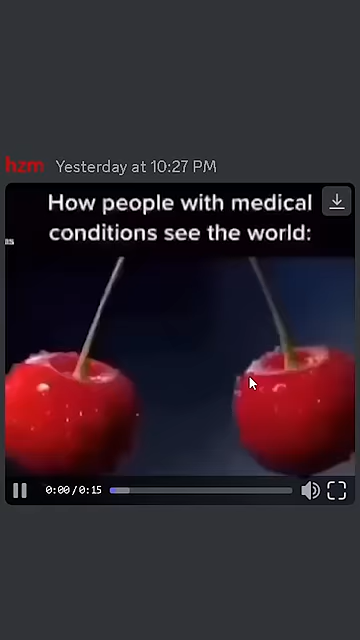 hzm Yesterday at 10:27 PM
How people with medical
conditions see the world:
0:00/0:15